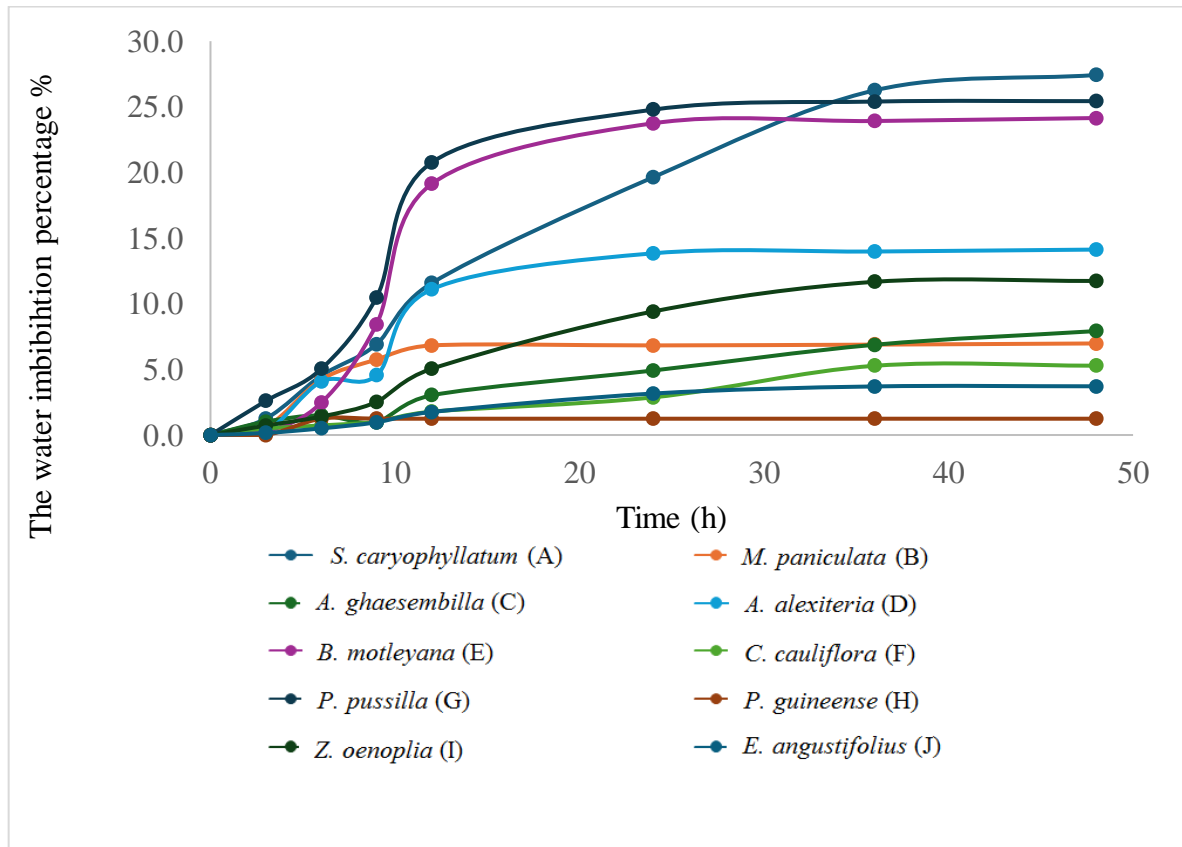 The water imbibihtion percentage %
30.0
25.0
20.0
15.0
10.0
5.0
0.0
0 10 20 30 40 50
Time (h)
S. caryophyllatum (A) M. paniculata (B)
A. ghaesembilla (C) A. alexiteria (D)
B. motleyana (E) C. cauliflora (F)
P. pussilla (G) P. guineense (H)
Z. oenoplia (I) E. angustifolius (J)